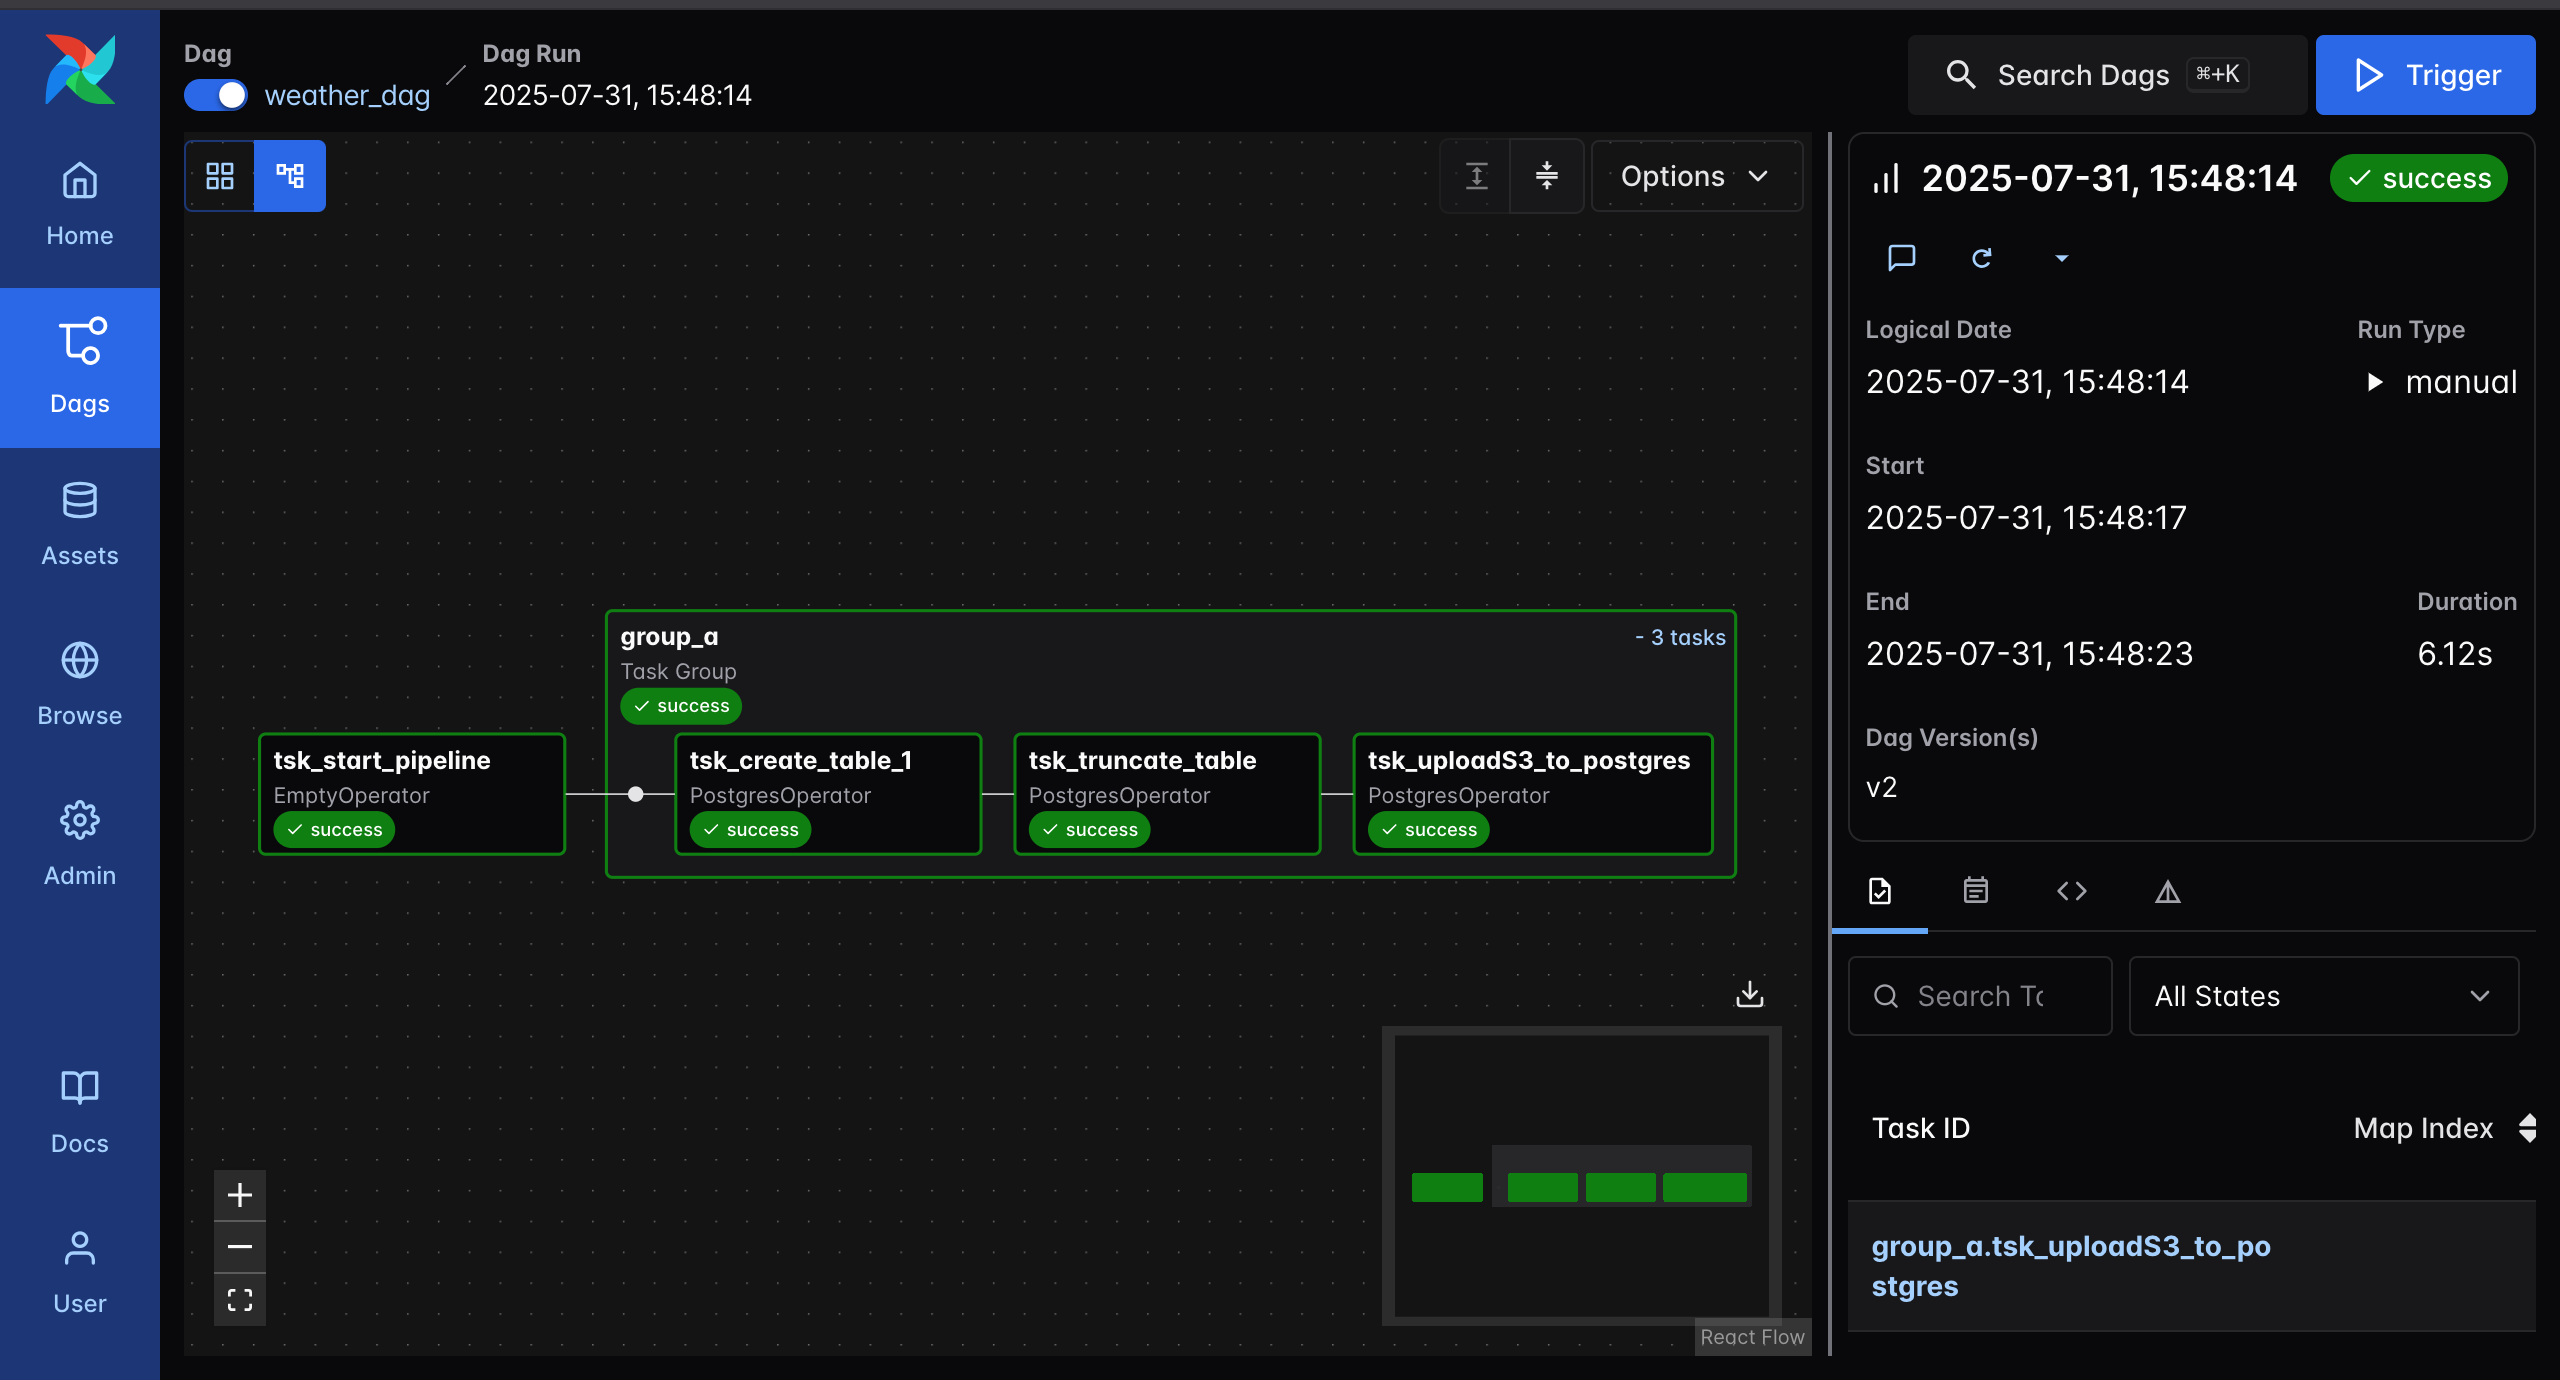 Dag
weather_dag
Dag Run
2025-07-31, 15:48:14
Search Dags ⌘+K
Trigger
Home
Dags
Assets
Browse
Admin
Docs
User
Options
group_a
- 3 tasks
Task Group
success
tsk_start_pipeline
EmptyOperator
success
tsk_create_table_1
PostgresOperator
success
tsk_truncate_table
PostgresOperator
success
tsk_uploadS3_to_postgres
PostgresOperator
success
React Flow
2025-07-31, 15:48:14
success
Logical Date
Run Type
2025-07-31, 15:48:14
manual
Start
2025-07-31, 15:48:17
End
Duration
2025-07-31, 15:48:23
6.12s
Dag Version(s)
v2
Search
All States
Task ID
Map Index
group_a.tsk_uploadS3_to_po
stgres